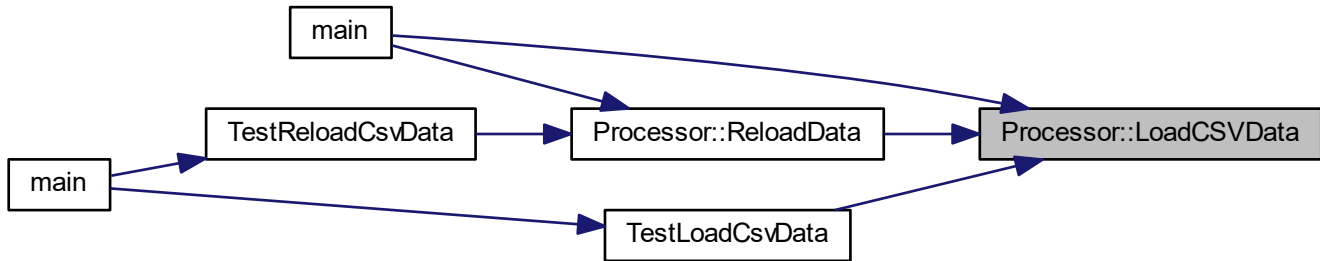 main
TestReloadCsvData
Processor::ReloadData
Processor::LoadCSVData
main
TestLoadCsvData